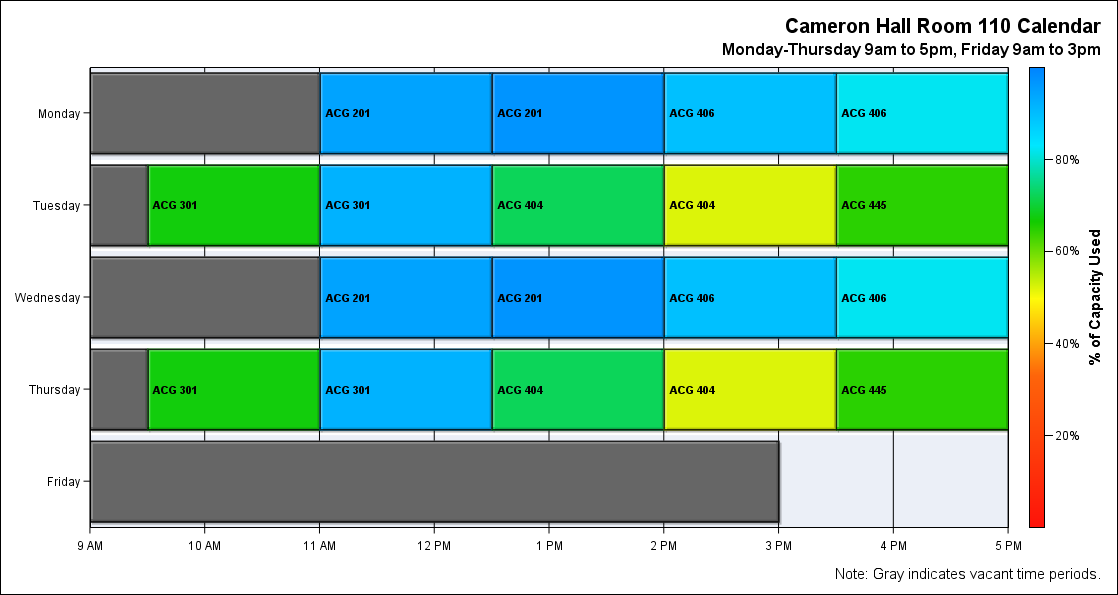 Cameron Hall Room 110 Calendar
Monday-Thursday 9am to 5pm, Friday 9am to 3pm
Monday
ACG 201
ACG 201
ACG 406
ACG 406
Tuesday
ACG 301
ACG 301
ACG 404
ACG 404
ACG 445
Wednesday
ACG 201
ACG 201
ACG 406
ACG 406
Thursday
ACG 301
ACG 301
ACG 404
ACG 404
ACG 445
Friday
9 AM
10 AM
11 AM
12 PM
1 PM
2 PM
3 PM
4 PM
5 PM
80%
60%
40%
20%
% of Capacity Used
Note: Gray indicates vacant time periods.